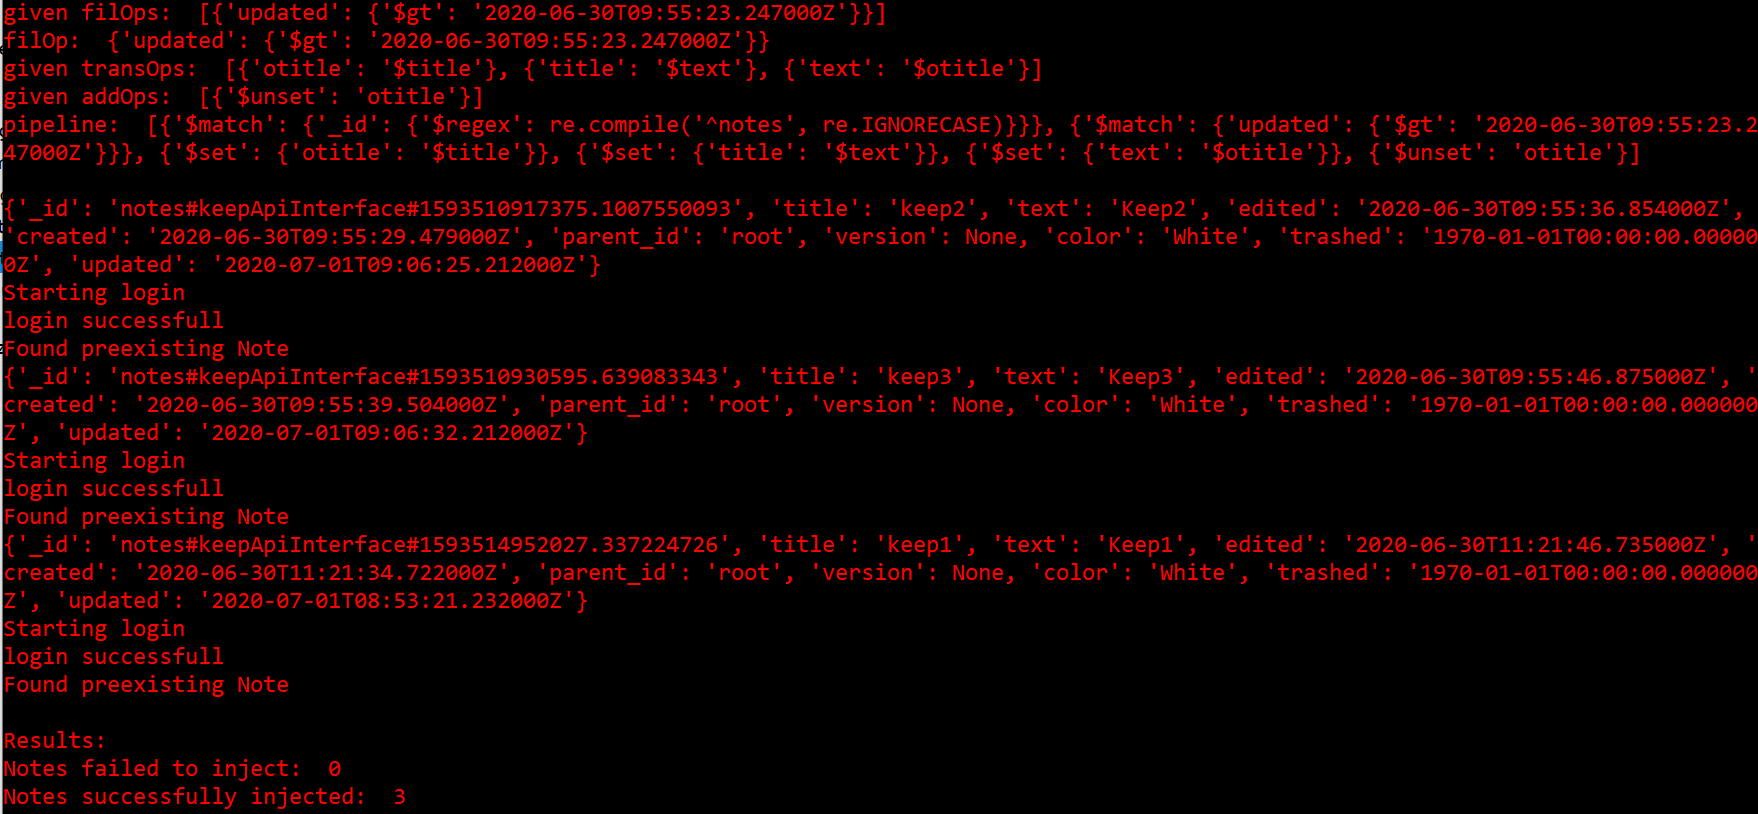 given filOps:  [{'updated': {'$gt': '2020-06-30T09:55:23.247000Z'}}]
filOp:  {'updated': {'$gt': '2020-06-30T09:55:23.247000Z'}}
given transOps:  [{'otitle': '$title'}, {'title': '$text'}, {'text': '$otitle'}]
given addOps:  [{'$unset': 'otitle'}]
pipeline:  [{'$match': {'_id': {'$regex': re.compile('^notes', re.IGNORECASE)}}}, {'$match': {'updated': {'$gt': '2020-06-30T09:55:23.2
47000Z'}}}, {'$set': {'otitle': '$title'}}, {'$set': {'title': '$text'}}, {'$set': {'text': '$otitle'}}, {'$unset': 'otitle'}]
{'_id': 'notes#keepApiInterface#1593510917375.1007550093', 'title': 'keep2', 'text': 'Keep2', 'edited': '2020-06-30T09:55:36.854000Z',
'created': '2020-06-30T09:55:29.479000Z', 'parent_id': 'root', 'version': None, 'color': 'White', 'trashed': '1970-01-01T00:00:00.00000
0Z', 'updated': '2020-07-01T09:06:25.212000Z'}
Starting login
login successfull
Found preexisting Note
{'_id': 'notes#keepApiInterface#1593510930595.639083343', 'title': 'keep3', 'text': 'Keep3', 'edited': '2020-06-30T09:55:46.875000Z', '
created': '2020-06-30T09:55:39.504000Z', 'parent_id': 'root', 'version': None, 'color': 'White', 'trashed': '1970-01-01T00:00:00.000000
Z', 'updated': '2020-07-01T09:06:32.212000Z'}
Starting login
login successfull
Found preexisting Note
{'_id': 'notes#keepApiInterface#1593514952027.337224726', 'title': 'keep1', 'text': 'Keep1', 'edited': '2020-06-30T11:21:46.735000Z', '
created': '2020-06-30T11:21:34.722000Z', 'parent_id': 'root', 'version': None, 'color': 'White', 'trashed': '1970-01-01T00:00:00.000000
Z', 'updated': '2020-07-01T08:53:21.232000Z'}
Starting login
login successfull
Found preexisting Note
Results:
Notes failed to inject:  0
Notes successfully injected:  3